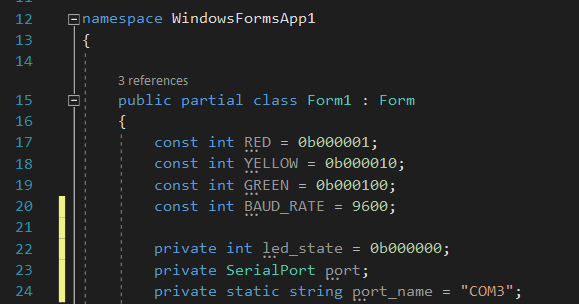 12 namespace WindowsFormsApp1
13 {
14
3 references
15 public partial class Form1 : Form
16 {
17 const int RED = 0b000001;
18 const int YELLOW = 0b000010;
19 const int GREEN = 0b000100;
20 const int BAUD_RATE = 9600;
21
22 private int led_state = 0b000000;
23 private SerialPort port;
24 private static string port_name = "COM3";